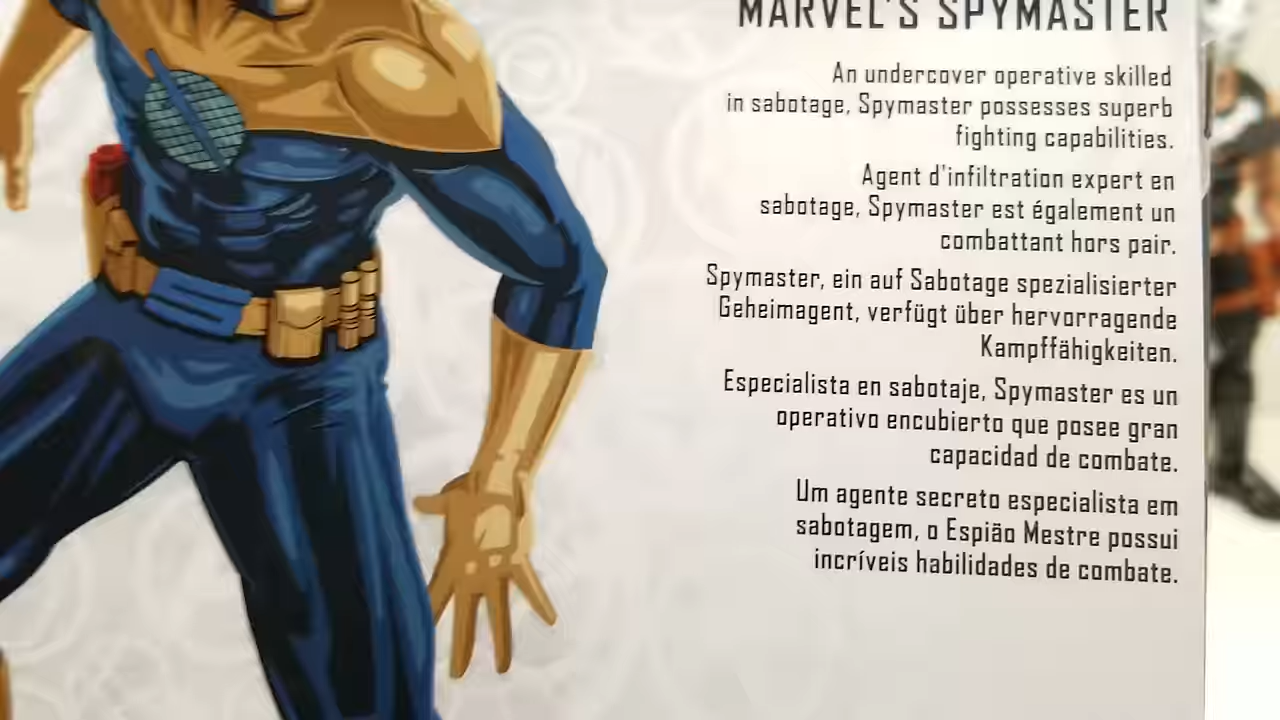 MARVEL'S SPYMASTER
An undercover operative skilled
in sabotage, Spymaster possesses superb
fighting capabilities.
Agent d'infiltration expert en
sabotage, Spymaster est également un
combattant hors pair.
Spymaster, ein auf Sabotage spezialisierter
Geheimagent, verfügt über hervorragende
Kampffähigkeiten.
Especialista en sabotaje, Spymaster es un
operativo encubierto que posee gran
capacidad de combate.
Um agente secreto especialista em
sabotagem, o Espião Mestre possui
incríveis habilidades de combate.